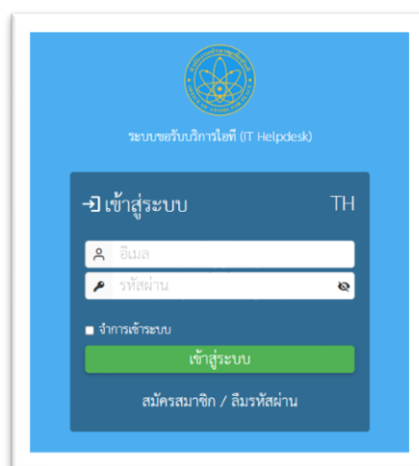 ระบบขอรับบริการไอที (IT Helpdesk)
เข้าสู่ระบบ TH
อีเมล
รหัสผ่าน
จำการเข้าระบบ
เข้าสู่ระบบ
สมัครสมาชิก / ลืมรหัสผ่าน